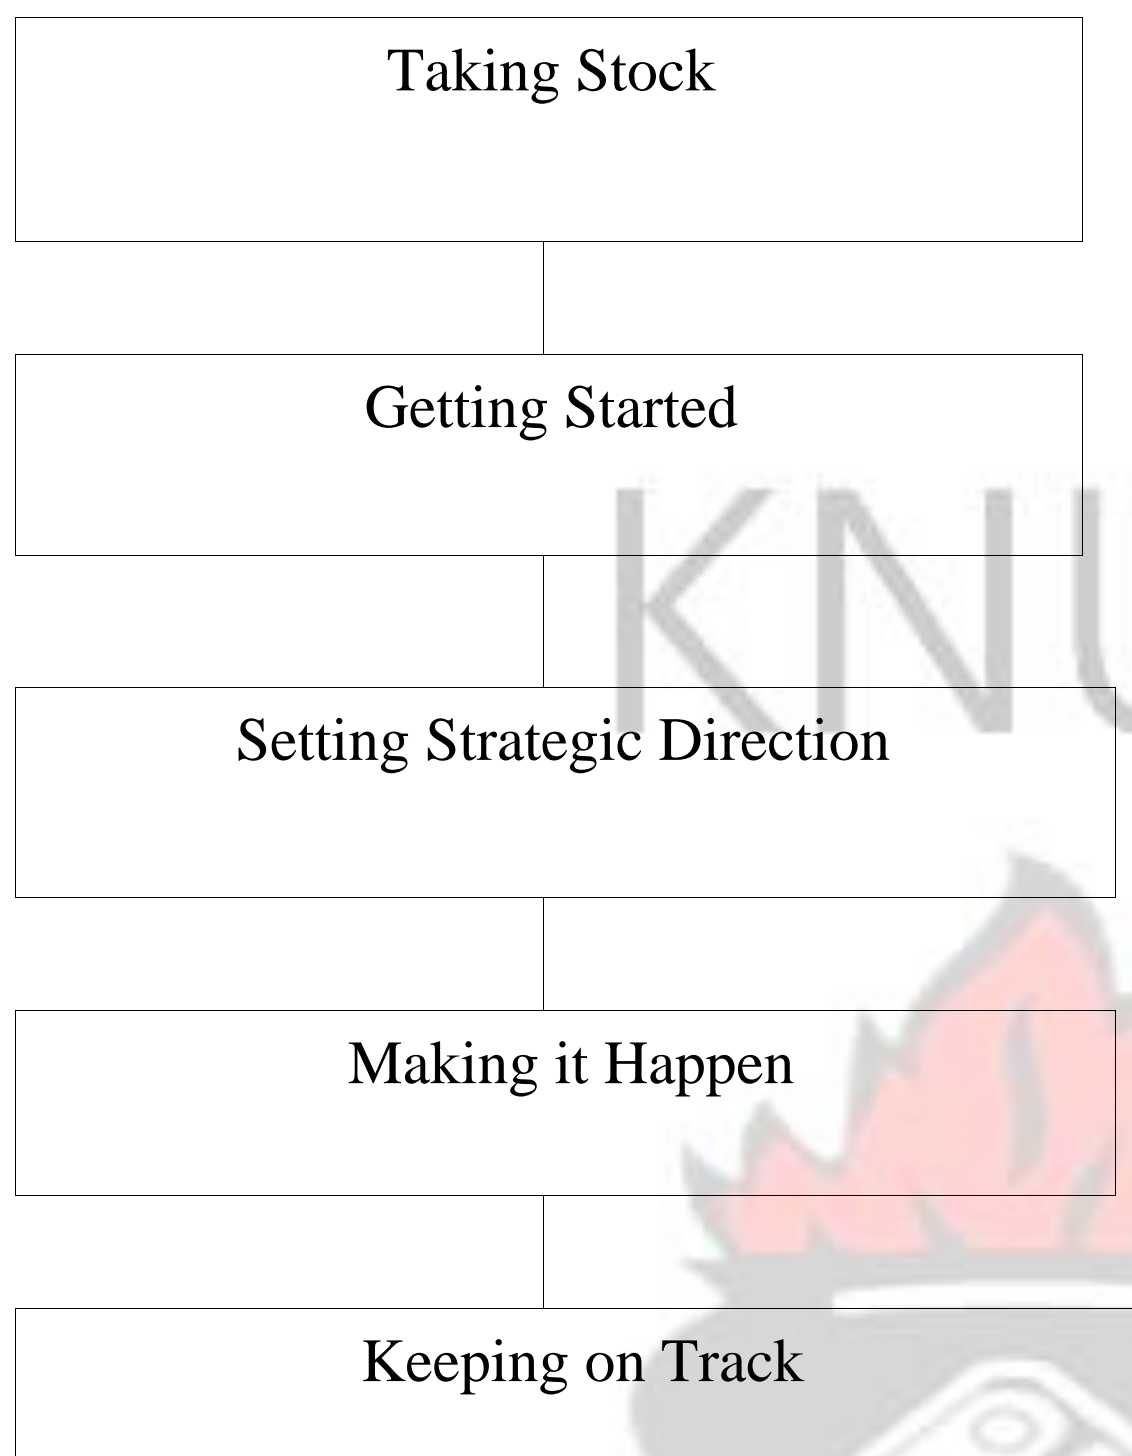 Taking Stock
Getting Started
KNU
Setting Strategic Direction
Making it Happen
Keeping on Track